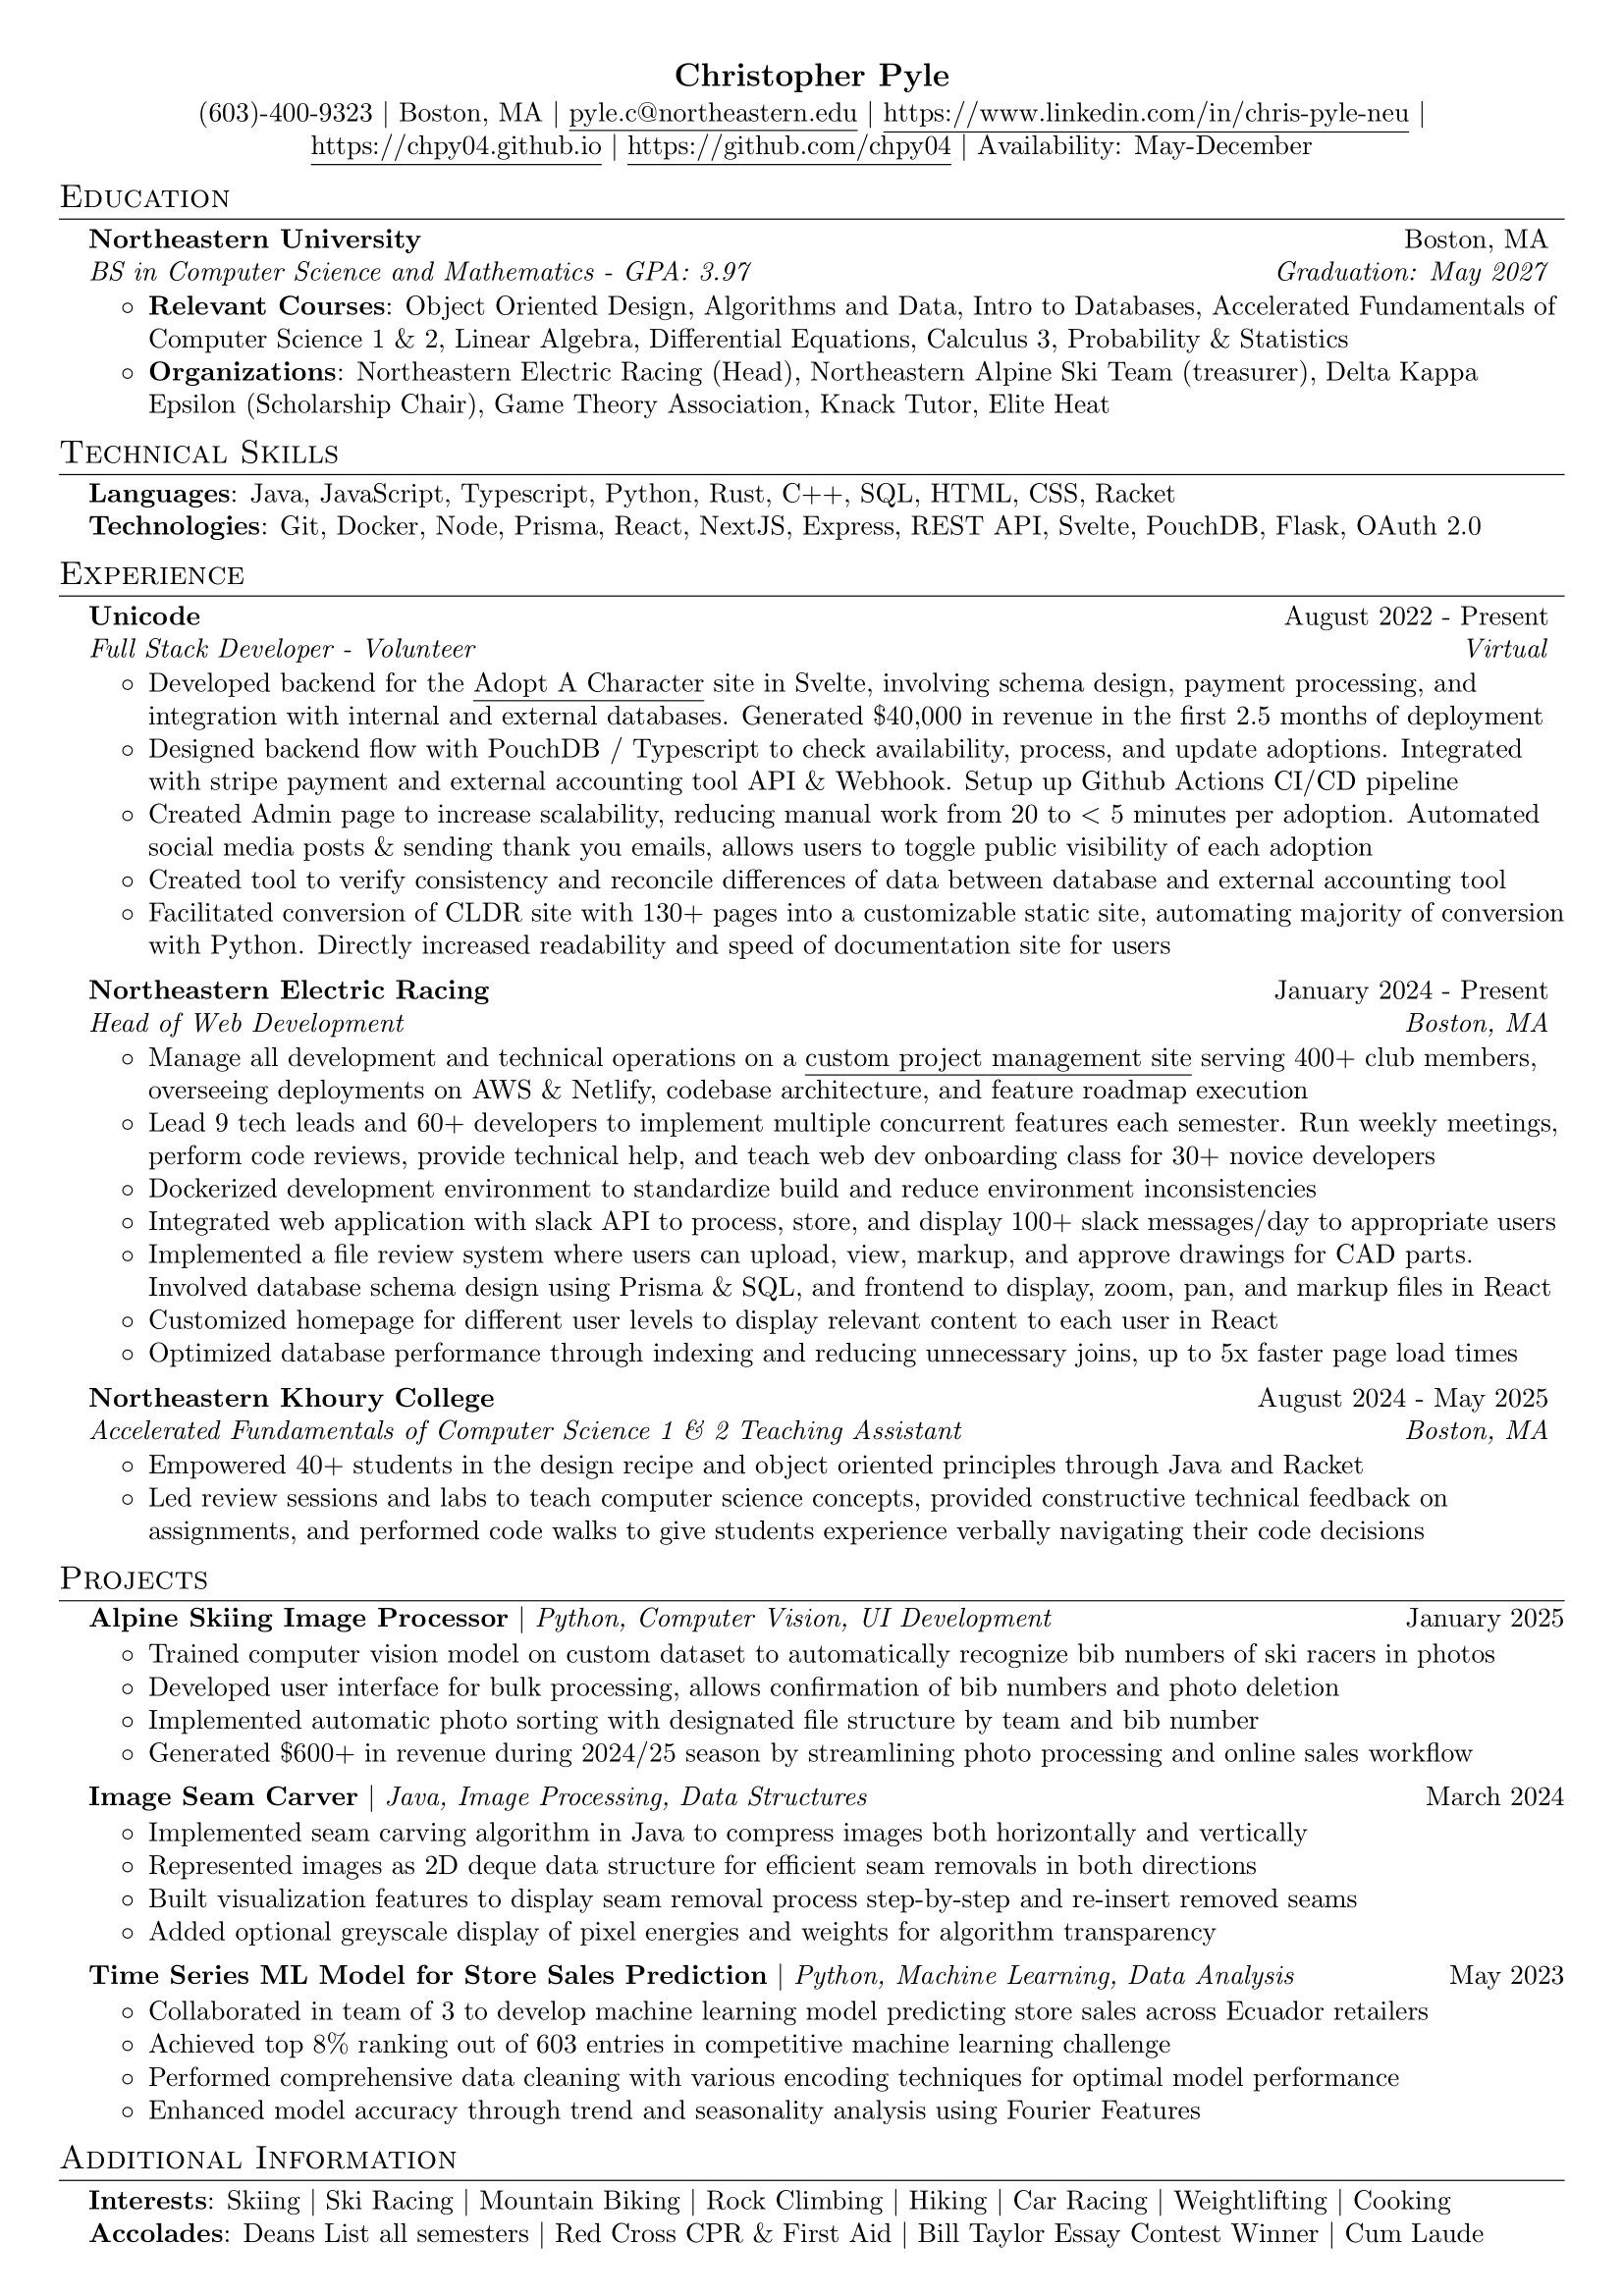 Christopher Pyle
(603)-400-9323 | Boston, MA | pyle.c@northeastern.edu | https://www.linkedin.com/in/chris-pyle-neu |
https://chpy04.github.io | https://github.com/chpy04 | Availability: May-December
Education
Northeastern University Boston, MA
BS in Computer Science and Mathematics - GPA: 3.97 Graduation: May 2027
◦ Relevant Courses: Object Oriented Design, Algorithms and Data, Intro to Databases, Accelerated Fundamentals of
Computer Science 1 & 2, Linear Algebra, Differential Equations, Calculus 3, Probability & Statistics
◦ Organizations: Northeastern Electric Racing (Head), Northeastern Alpine Ski Team (treasurer), Delta Kappa
Epsilon (Scholarship Chair), Game Theory Association, Knack Tutor, Elite Heat
Technical Skills
Languages: Java, JavaScript, Typescript, Python, Rust, C++, SQL, HTML, CSS, Racket
Technologies: Git, Docker, Node, Prisma, React, NextJS, Express, REST API, Svelte, PouchDB, Flask, OAuth 2.0
Experience
Unicode August 2022 - Present
Full Stack Developer - Volunteer Virtual
◦ Developed backend for the Adopt A Character site in Svelte, involving schema design, payment processing, and
integration with internal and external databases. Generated $40,000 in revenue in the first 2.5 months of deployment
◦ Designed backend flow with PouchDB / Typescript to check availability, process, and update adoptions. Integrated
with stripe payment and external accounting tool API & Webhook. Setup up Github Actions CI/CD pipeline
◦ Created Admin page to increase scalability, reducing manual work from 20 to < 5 minutes per adoption. Automated
social media posts & sending thank you emails, allows users to toggle public visibility of each adoption
◦ Created tool to verify consistency and reconcile differences of data between database and external accounting tool
◦ Facilitated conversion of CLDR site with 130+ pages into a customizable static site, automating majority of conversion
with Python. Directly increased readability and speed of documentation site for users
Northeastern Electric Racing January 2024 - Present
Head of Web Development Boston, MA
◦ Manage all development and technical operations on a custom project management site serving 400+ club members,
overseeing deployments on AWS & Netlify, codebase architecture, and feature roadmap execution
◦ Lead 9 tech leads and 60+ developers to implement multiple concurrent features each semester. Run weekly meetings,
perform code reviews, provide technical help, and teach web dev onboarding class for 30+ novice developers
◦ Dockerized development environment to standardize build and reduce environment inconsistencies
◦ Integrated web application with slack API to process, store, and display 100+ slack messages/day to appropriate users
◦ Implemented a file review system where users can upload, view, markup, and approve drawings for CAD parts.
Involved database schema design using Prisma & SQL, and frontend to display, zoom, pan, and markup files in React
◦ Customized homepage for different user levels to display relevant content to each user in React
◦ Optimized database performance through indexing and reducing unnecessary joins, up to 5x faster page load times
Northeastern Khoury College August 2024 - May 2025
Accelerated Fundamentals of Computer Science 1 & 2 Teaching Assistant Boston, MA
◦ Empowered 40+ students in the design recipe and object oriented principles through Java and Racket
◦ Led review sessions and labs to teach computer science concepts, provided constructive technical feedback on
assignments, and performed code walks to give students experience verbally navigating their code decisions
Projects
Alpine Skiing Image Processor | Python, Computer Vision, UI Development January 2025
◦ Trained computer vision model on custom dataset to automatically recognize bib numbers of ski racers in photos
◦ Developed user interface for bulk processing, allows confirmation of bib numbers and photo deletion
◦ Implemented automatic photo sorting with designated file structure by team and bib number
◦ Generated $600+ in revenue during 2024/25 season by streamlining photo processing and online sales workflow
Image Seam Carver | Java, Image Processing, Data Structures March 2024
◦ Implemented seam carving algorithm in Java to compress images both horizontally and vertically
◦ Represented images as 2D deque data structure for efficient seam removals in both directions
◦ Built visualization features to display seam removal process step-by-step and re-insert removed seams
◦ Added optional greyscale display of pixel energies and weights for algorithm transparency
Time Series ML Model for Store Sales Prediction | Python, Machine Learning, Data Analysis May 2023
◦ Collaborated in team of 3 to develop machine learning model predicting store sales across Ecuador retailers
◦ Achieved top 8% ranking out of 603 entries in competitive machine learning challenge
◦ Performed comprehensive data cleaning with various encoding techniques for optimal model performance
◦ Enhanced model accuracy through trend and seasonality analysis using Fourier Features
Additional Information
Interests: Skiing | Ski Racing | Mountain Biking | Rock Climbing | Hiking | Car Racing | Weightlifting | Cooking
Accolades: Deans List all semesters | Red Cross CPR & First Aid | Bill Taylor Essay Contest Winner | Cum Laude